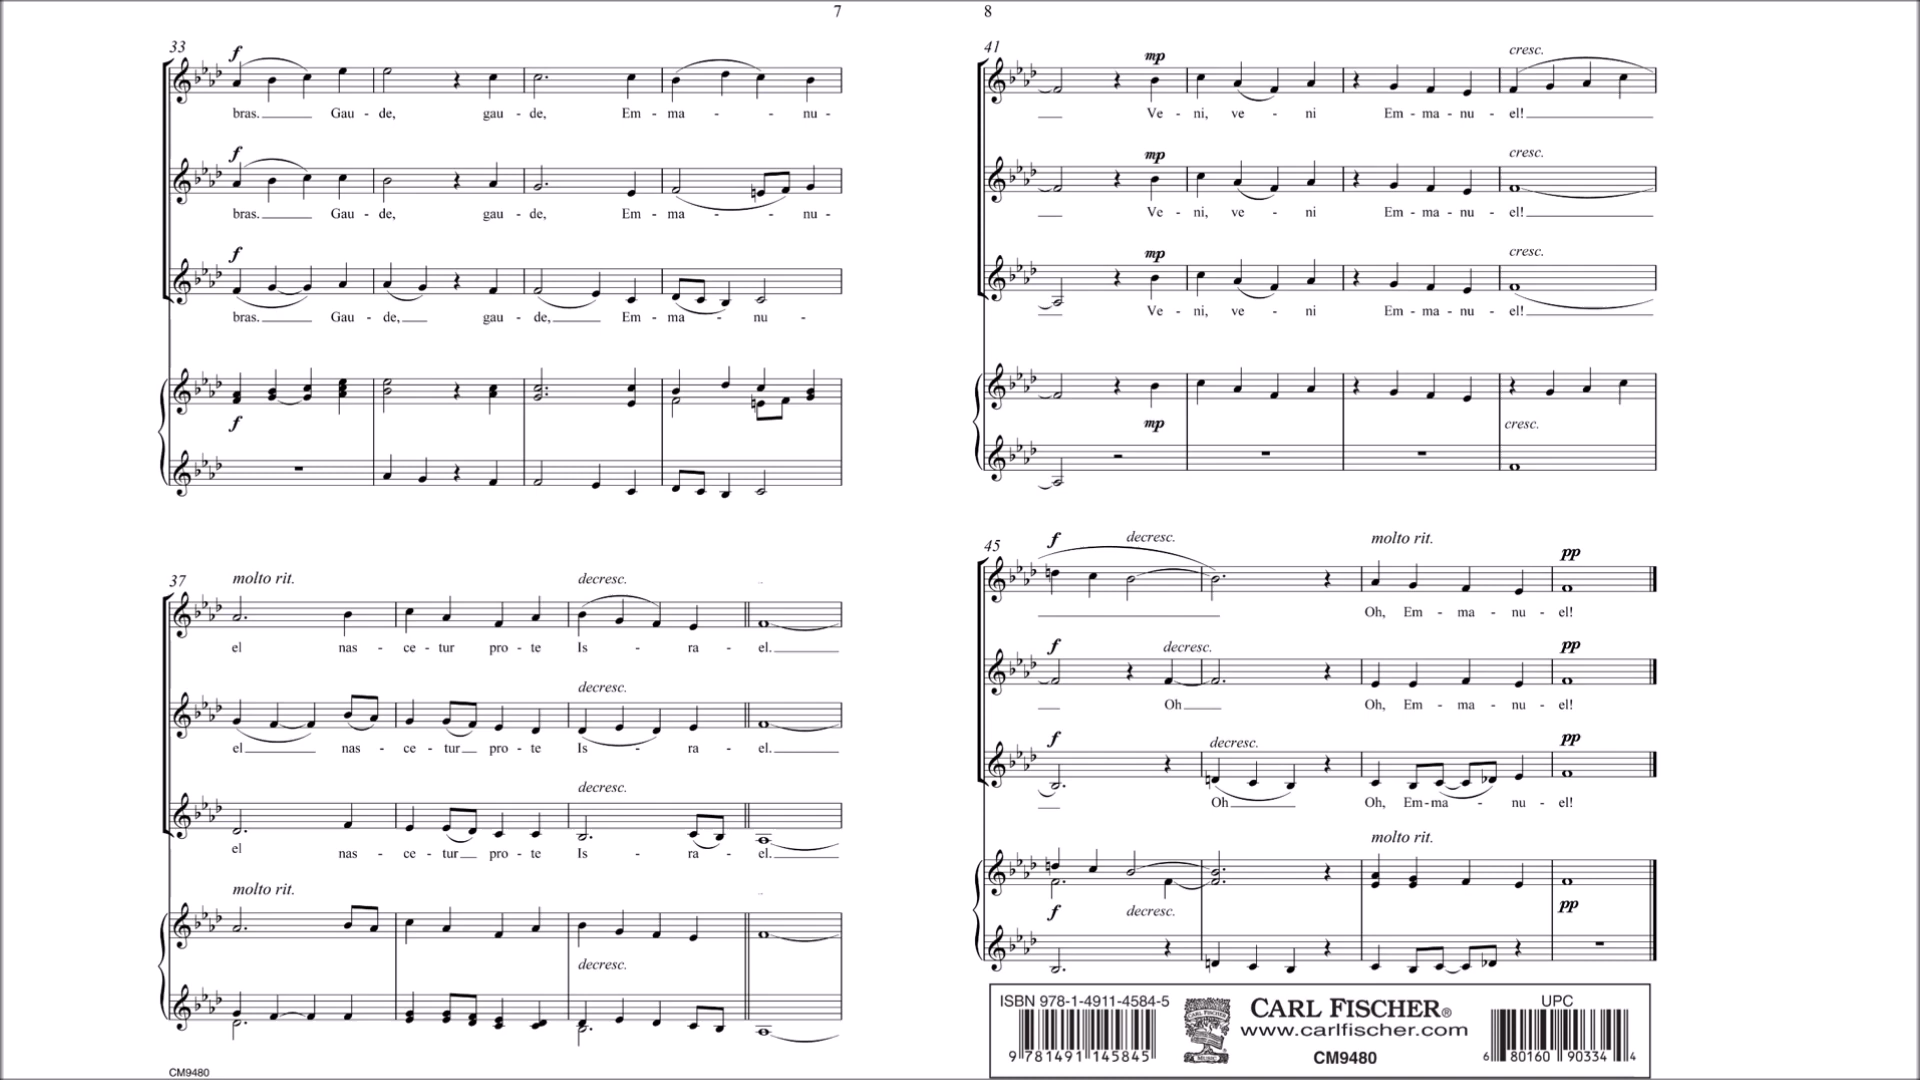 7
33
f
bras. Gau - de, gau - de, Em - ma - - nu -
f
bras. Gau - de, gau - de, Em - ma - - nu -
f
bras. Gau - de, gau - de, Em - ma - nu -
f
37
molto rit. decresc.
el nas - ce - tur pro - te Is - ra - el.
decresc.
el nas - ce - tur pro - te Is - ra - el.
decresc.
el nas - ce - tur pro - te Is - ra - el.
molto rit.
decresc.
CM9480
8
41
mp cresc.
Ve - ni, ve - ni Em - ma - nu - el!
mp cresc.
Ve - ni, ve - ni Em - ma - nu - el!
mp cresc.
Ve - ni, ve - ni Em - ma - nu - el!
mp cresc.
45
f decresc. molto rit. pp
Oh, Em - ma - nu - el!
f decresc. pp
Oh Oh, Em - ma - nu - el!
f decresc. pp
Oh Oh, Em - ma - nu - el!
molto rit.
f decresc. pp
ISBN 978-1-4911-4584-5
9 781491 145845
CARL FISCHER
MUSIC
CARL FISCHER®
www.carlfischer.com
CM9480
UPC
6 80160 90334 4